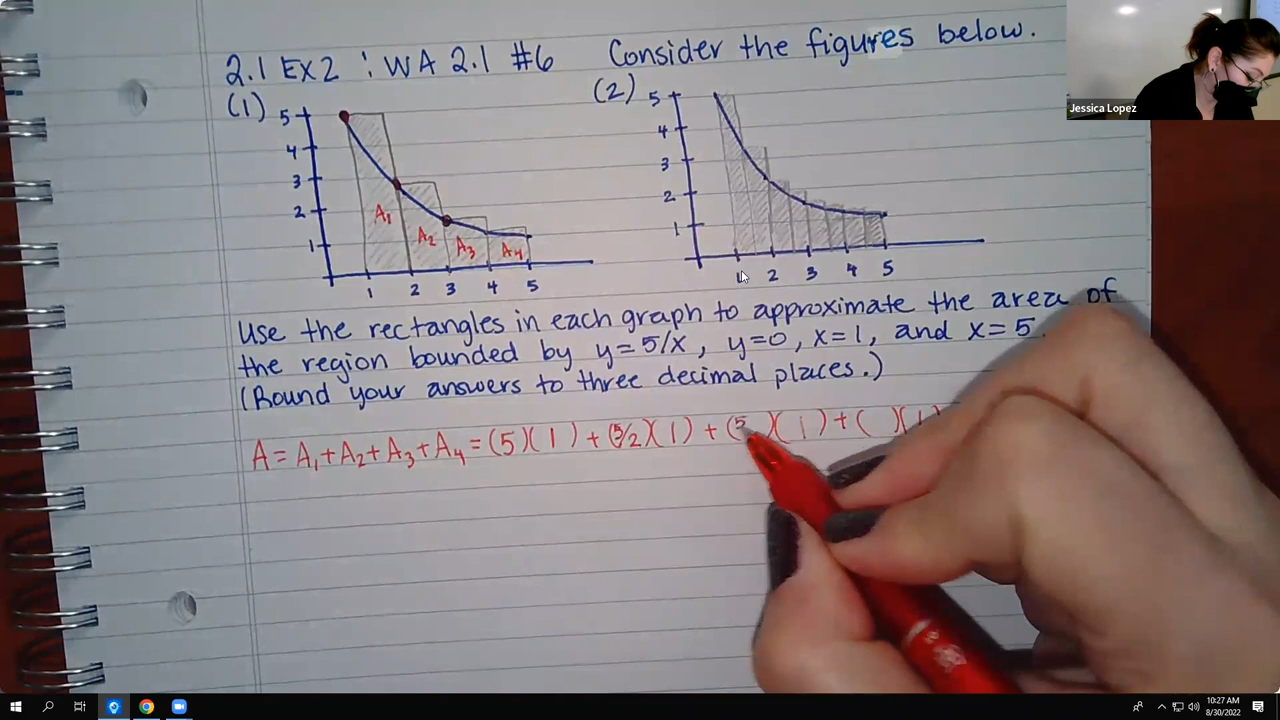 2.1 EX2 : WA 2.1 #6 Consider the figures below.
Jessica Lopez
(1) 5 4 3 2 1
A₁ A₂ A₃ A₄
1 2 3 4 5
(2) 5 4 3 2 1
1 2 3 4 5
Use the rectangles in each graph to approximate the area of
the region bounded by y=5/x, y=0, x=1, and x=5.
(Round your answers to three decimal places.)
A = A₁+A₂+A₃+A₄ = (5)(1) + (5/2)(1) + (5 )(1) + ( )(1)
10:27 AM
8/30/2022